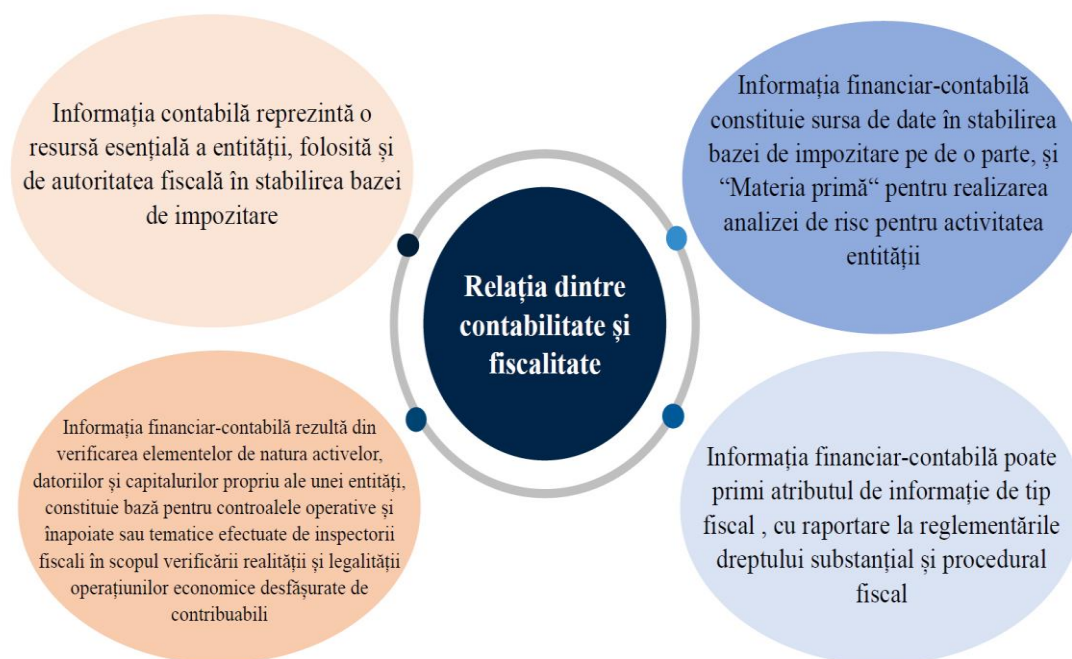 Informația contabilă reprezintă o
resursă esențială a entității, folosită și
de autoritatea fiscală în stabilirea bazei
de impozitare
Informația financiar-contabilă
constituie sursa de date în stabilirea
bazei de impozitare pe de o parte, și
“Materia primă“ pentru realizarea
analizei de risc pentru activitatea
entității
Relația dintre
contabilitate și
fiscalitate
Informația financiar-contabilă rezultă din
verificarea elementelor de natura activelor,
datoriilor și capitalurilor propriu ale unei entități,
constituie bază pentru controalele operative și
înapoiate sau tematice efectuate de inspectorii
fiscali în scopul verificării realității și legalității
operațiunilor economice desfășurate de
contribuabili
Informația financiar-contabilă poate
primi atributul de informație de tip
fiscal , cu raportare la reglementările
dreptului substanțial și procedural
fiscal